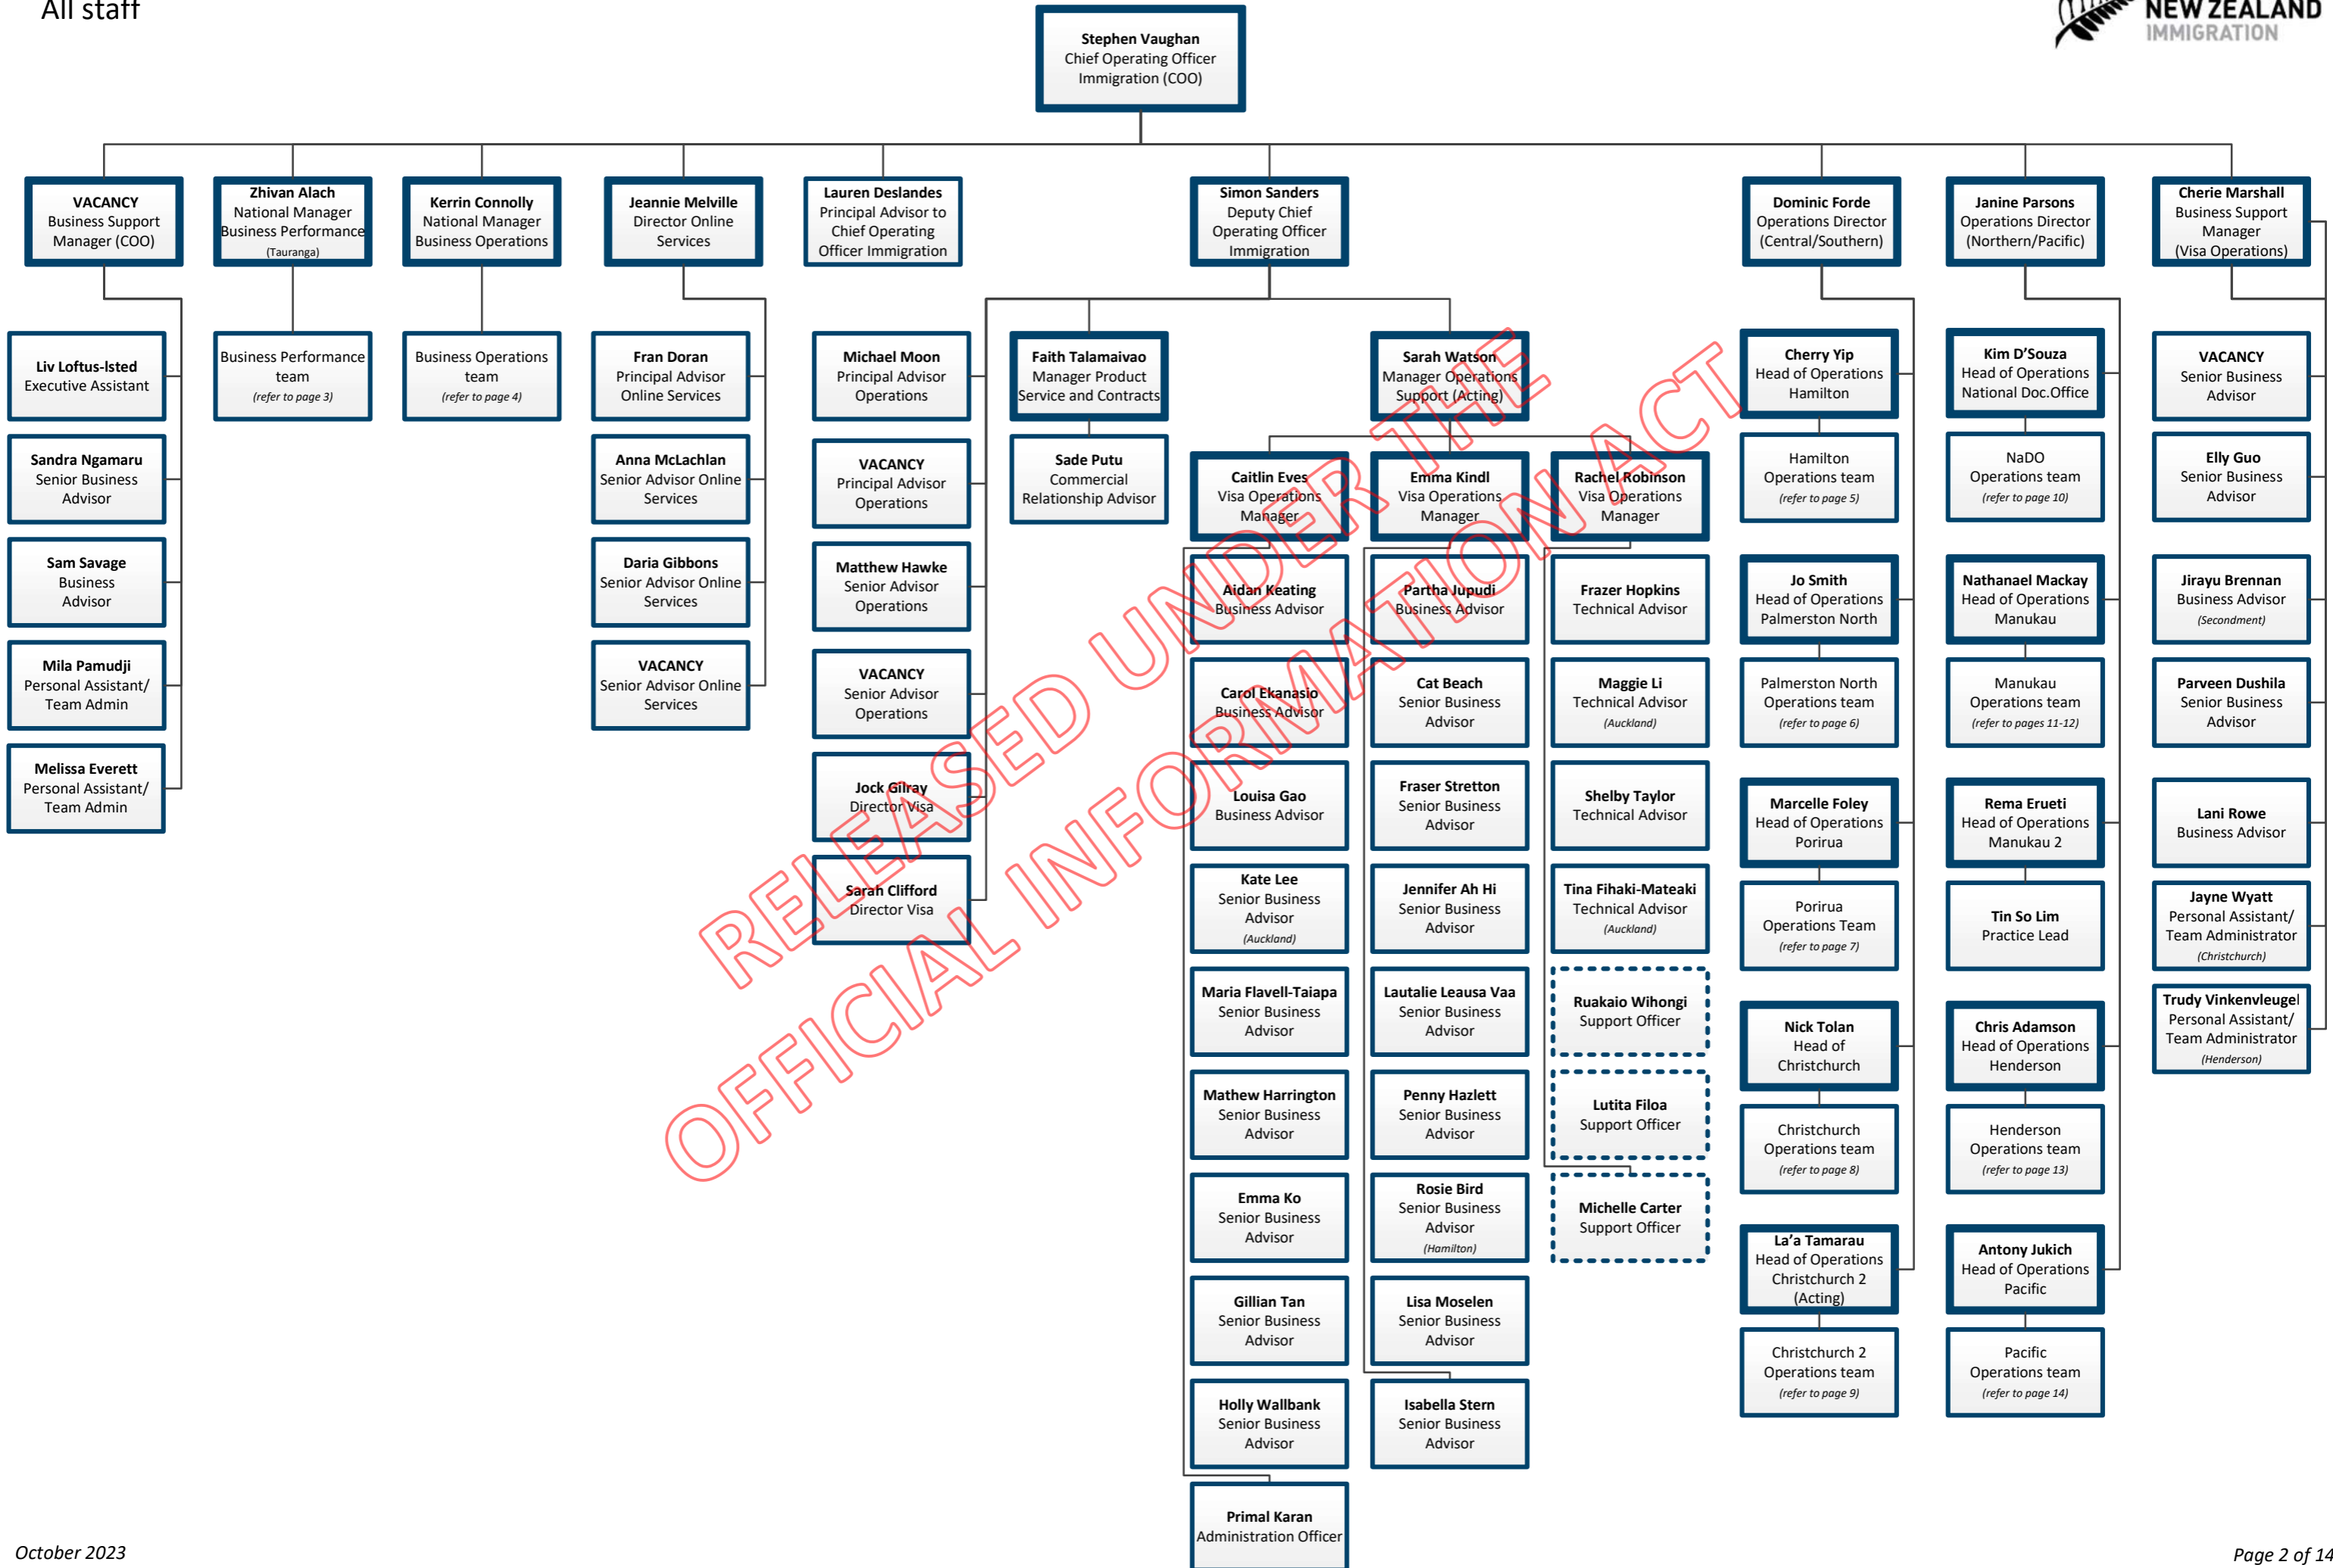 All staff
NEW ZEALAND
IMMIGRATION
Stephen Vaughan
Chief Operating Officer
Immigration (COO)
VACANCY
Business Support
Manager (COO)
Zhivan Alach
National Manager
Business Performance
(Tauranga)
Kerrin Connolly
National Manager
Business Operations
Jeannie Melville
Director Online
Services
Lauren Deslandes
Principal Advisor to
Chief Operating
Officer Immigration
Simon Sanders
Deputy Chief
Operating Officer
Immigration
Dominic Forde
Operations Director
(Central/Southern)
Janine Parsons
Operations Director
(Northern/Pacific)
Cherie Marshall
Business Support
Manager
(Visa Operations)
Liv Loftus-Isted
Executive Assistant
Sandra Ngamaru
Senior Business
Advisor
Sam Savage
Business
Advisor
Mila Pamudji
Personal Assistant/
Team Admin
Melissa Everett
Personal Assistant/
Team Admin
Business Performance
team
(refer to page 3)
Business Operations
team
(refer to page 4)
Fran Doran
Principal Advisor
Online Services
Anna McLachlan
Senior Advisor Online
Services
Daria Gibbons
Senior Advisor Online
Services
VACANCY
Senior Advisor Online
Services
Michael Moon
Principal Advisor
Operations
VACANCY
Principal Advisor
Operations
Matthew Hawke
Senior Advisor
Operations
VACANCY
Senior Advisor
Operations
Jock Gilray
Director Visa
Sarah Clifford
Director Visa
Faith Talamaivao
Manager Product
Service and Contracts
Sade Putu
Commercial
Relationship Advisor
Sarah Watson
Manager Operations
Support (Acting)
Caitlin Eves
Visa Operations
Manager
Aidan Keating
Business Advisor
Carol Ekanasio
Business Advisor
Louisa Gao
Business Advisor
Kate Lee
Senior Business
Advisor
(Auckland)
Maria Flavell-Taiapa
Senior Business
Advisor
Mathew Harrington
Senior Business
Advisor
Emma Ko
Senior Business
Advisor
Gillian Tan
Senior Business
Advisor
Holly Wallbank
Senior Business
Advisor
Primal Karan
Administration Officer
Emma Kindl
Visa Operations
Manager
Partha Jupudi
Business Advisor
Cat Beach
Senior Business
Advisor
Fraser Stretton
Senior Business
Advisor
Jennifer Ah Hi
Senior Business
Advisor
Lautalie Leausa Vaa
Senior Business
Advisor
Penny Hazlett
Senior Business
Advisor
Rosie Bird
Senior Business
Advisor
(Hamilton)
Lisa Moselen
Senior Business
Advisor
Isabella Stern
Senior Business
Advisor
Rachel Robinson
Visa Operations
Manager
Frazer Hopkins
Technical Advisor
Maggie Li
Technical Advisor
(Auckland)
Shelby Taylor
Technical Advisor
Tina Fihaki-Mateaki
Technical Advisor
(Auckland)
Ruakaio Wihongi
Support Officer
Lutita Filoa
Support Officer
Michelle Carter
Support Officer
Cherry Yip
Head of Operations
Hamilton
Hamilton
Operations team
(refer to page 5)
Jo Smith
Head of Operations
Palmerston North
Palmerston North
Operations team
(refer to page 6)
Marcelle Foley
Head of Operations
Porirua
Porirua
Operations Team
(refer to page 7)
Nick Tolan
Head of
Christchurch
Christchurch
Operations team
(refer to page 8)
La’a Tamarau
Head of Operations
Christchurch 2
(Acting)
Christchurch 2
Operations team
(refer to page 9)
Kim D’Souza
Head of Operations
National Doc.Office
NaDO
Operations team
(refer to page 10)
Nathanael Mackay
Head of Operations
Manukau
Manukau
Operations team
(refer to pages 11-12)
Rema Erueti
Head of Operations
Manukau 2
Tin So Lim
Practice Lead
Chris Adamson
Head of Operations
Henderson
Henderson
Operations team
(refer to page 13)
Antony Jukich
Head of Operations
Pacific
Pacific
Operations team
(refer to page 14)
VACANCY
Senior Business
Advisor
Elly Guo
Senior Business
Advisor
Jirayu Brennan
Business Advisor
(Secondment)
Parveen Dushila
Senior Business
Advisor
Lani Rowe
Business Advisor
Jayne Wyatt
Personal Assistant/
Team Administrator
(Christchurch)
Trudy Vinkenvleugel
Personal Assistant/
Team Administrator
(Henderson)
RELEASED UNDER THE
OFFICIAL INFORMATION ACT
October 2023
Page 2 of 14